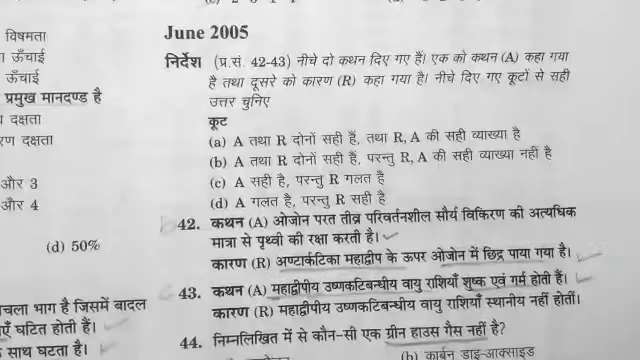 विषमता
ऊँचाई
ऊँचाई
प्रमुख मानदण्ड है
दक्षता
दक्षता
और 3
और 4
(d) 50%
चला भाग है जिसमें बादल
घटित होती हैं।
साथ घटता है।
June 2005
निर्देश (प्र.सं. 42-43) नीचे दो कथन दिए गए हैं। एक को कथन (A) कहा गया
है तथा दूसरे को कारण (R) कहा गया है। नीचे दिए गए कूटों से सही
उत्तर चुनिए
कूट
(a) A तथा R दोनों सही हैं, तथा R, A की सही व्याख्या है
(b) A तथा R दोनों सही हैं, परन्तु R, A की सही व्याख्या नहीं है
(c) A सही है, परन्तु R गलत है
(d) A गलत है, परन्तु R सही है
42. कथन (A) ओजोन परत तीव्र परिवर्तनशील सौर्य विकिरण की अत्यधिक
मात्रा से पृथ्वी की रक्षा करती है।
कारण (R) अण्टार्कटिका महाद्वीप के ऊपर ओजोन में छिद्र पाया गया है।
43. कथन (A) महाद्वीपीय उष्णकटिबन्धीय वायु राशियाँ शुष्क एवं गर्म होती हैं।
कारण (R) महाद्वीपीय उष्णकटिबन्धीय वायु राशियाँ स्थानीय नहीं होतीं।
44. निम्नलिखित में से कौन-सी एक ग्रीन हाउस गैस नहीं है?
(b) कार्बन डाइ-आक्साइड